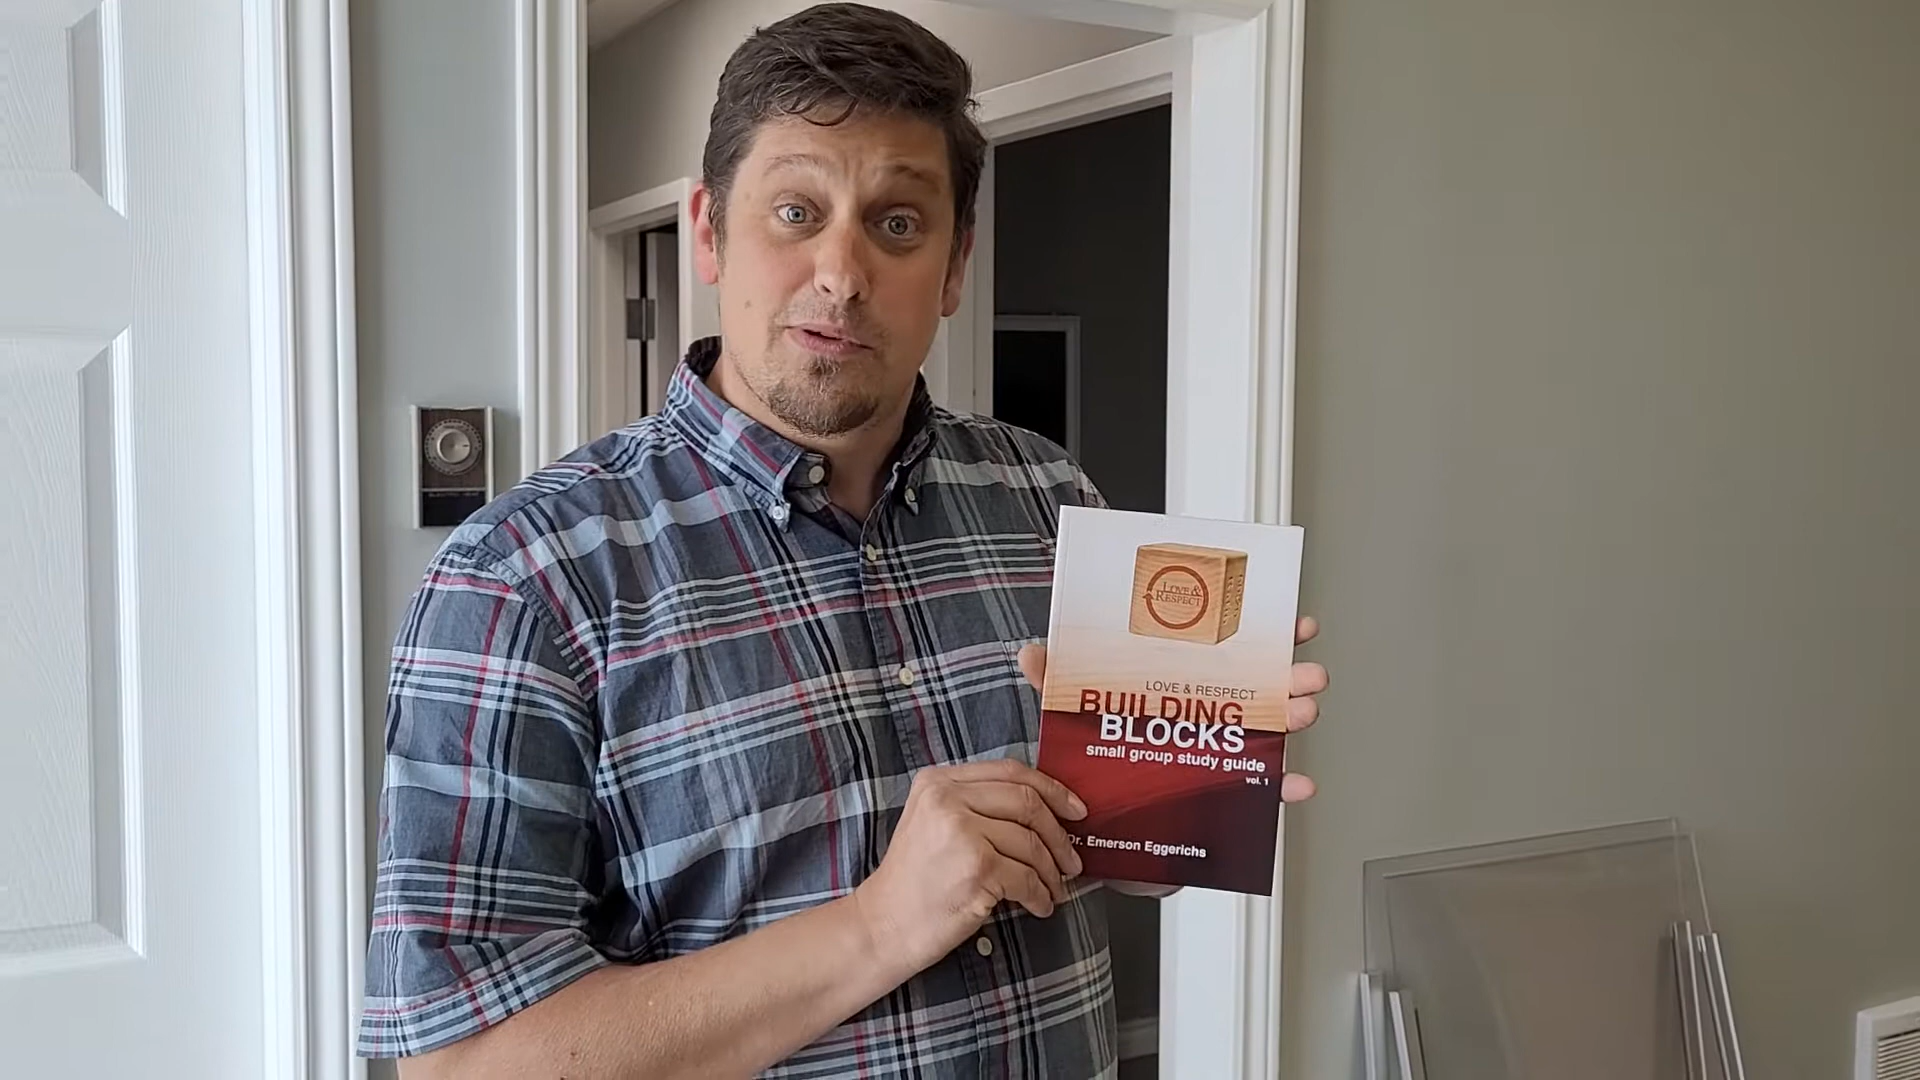 LOVE &
RESPECT
LOVE & RESPECT
BUILDING
BLOCKS
small group study guide
vol. 1
Dr. Emerson Eggerichs